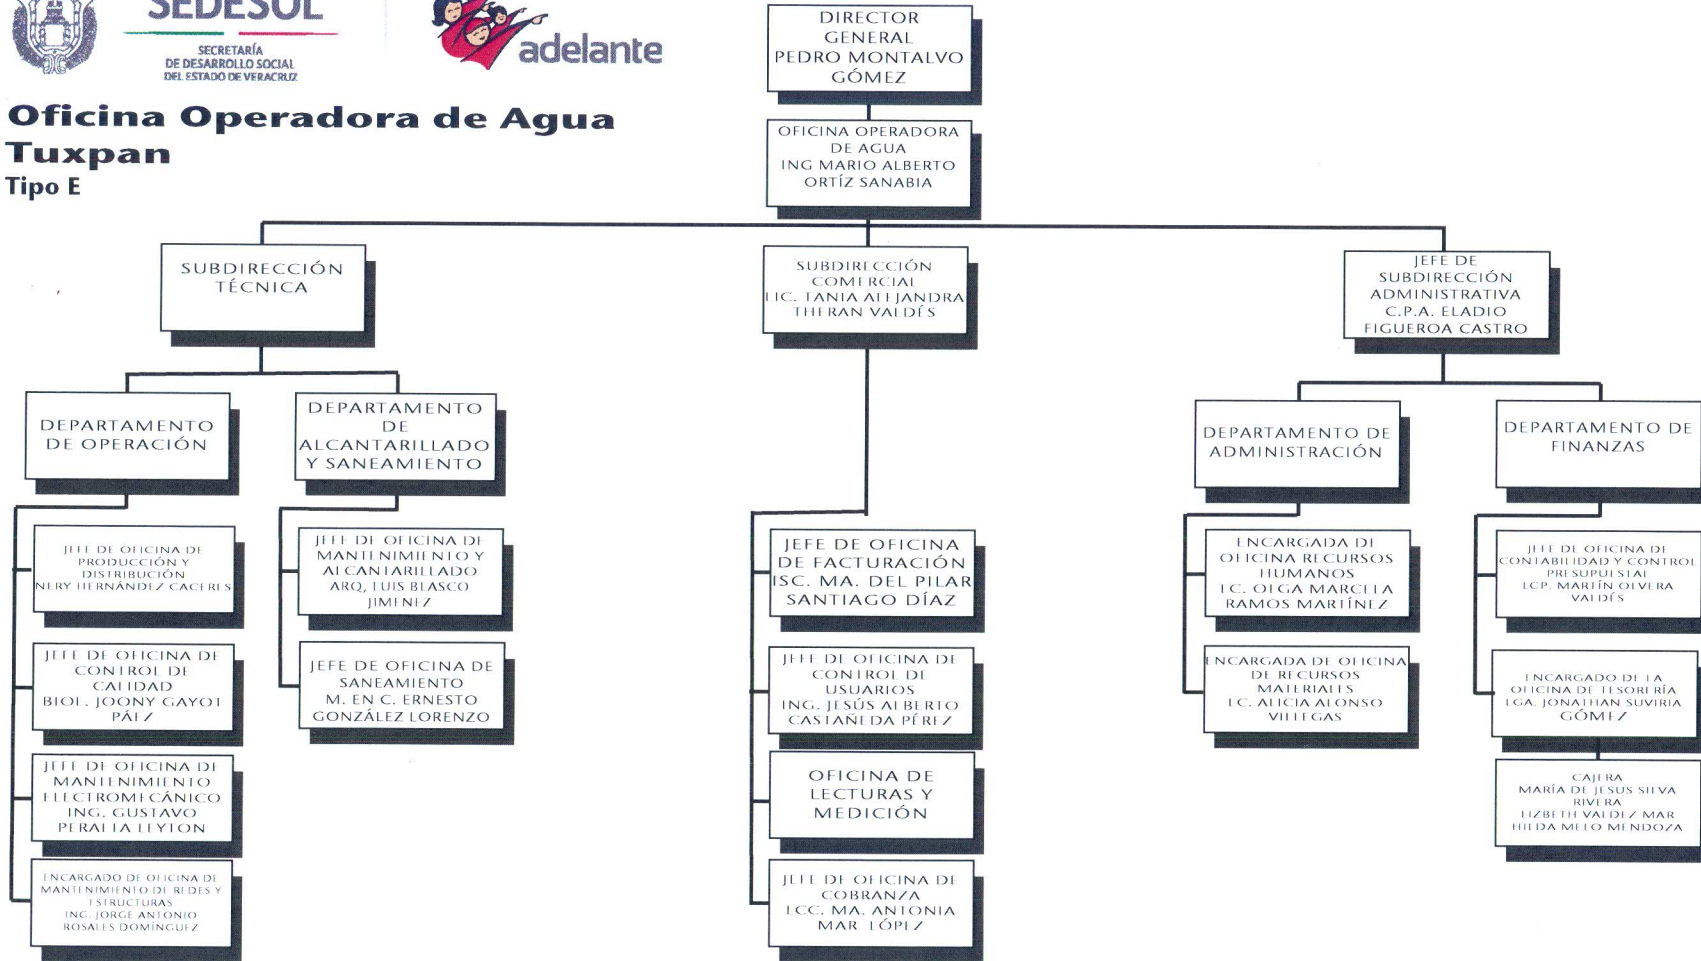 SEDESOL
SECRETARÍA
DE DESARROLLO SOCIAL
DEL ESTADO DE VERACRUZ
adelante
Oficina Operadora de Agua
Tuxpan
Tipo E
DIRECTOR
GENERAL
PEDRO MONTALVO
GÓMEZ
OFICINA OPERADORA
DE AGUA
ING MARIO ALBERTO
ORTÍZ SANABIA
SUBDIRECCIÓN
TÉCNICA
SUBDIRECCIÓN
COMERCIAL
LIC. TANIA ALEJANDRA
THERAN VALDÉS
JEFE DE
SUBDIRECCIÓN
ADMINISTRATIVA
C.P.A. ELADIO
FIGUEROA CASTRO
DEPARTAMENTO
DE OPERACIÓN
DEPARTAMENTO
DE
ALCANTARILLADO
Y SANEAMIENTO
DEPARTAMENTO DE
ADMINISTRACIÓN
DEPARTAMENTO DE
FINANZAS
JEFE DE OFICINA DE
PRODUCCIÓN Y
DISTRIBUCIÓN
NERY HERNÁNDEZ CACERES
JEFE DE OFICINA DE
CONTROL DE
CALIDAD
BIOL. JOONY GAYOT
PÁEZ
JEFE DE OFICINA DE
MANTENIMIENTO
ELECTROMECÁNICO
ING. GUSTAVO
PERALTA LEYTON
ENCARGADO DE OFICINA DE
MANTENIMIENTO DE REDES Y
ESTRUCTURAS
ING. JORGE ANTONIO
ROSALES DOMÍNGUEZ
JEFE DE OFICINA DE
MANTENIMIENTO Y
ALCANTARILLADO
ARQ, LUIS BLASCO
JIMENEZ
JEFE DE OFICINA DE
SANEAMIENTO
M. EN C. ERNESTO
GONZÁLEZ LORENZO
JEFE DE OFICINA
DE FACTURACIÓN
ISC. MA. DEL PILAR
SANTIAGO DÍAZ
JEFE DE OFICINA DE
CONTROL DE
USUARIOS
ING. JESÚS ALBERTO
CASTAÑEDA PÉREZ
OFICINA DE
LECTURAS Y
MEDICIÓN
JEFE DE OFICINA DE
COBRANZA
LCC. MA. ANTONIA
MAR LÓPEZ
ENCARGADA DE
OFICINA RECURSOS
HUMANOS
LC. OLGA MARCELA
RAMOS MARTÍNEZ
ENCARGADA DE OFICINA
DE RECURSOS
MATERIALES
LC. ALICIA ALONSO
VILLEGAS
JEFE DE OFICINA DE
CONTABILIDAD Y CONTROL
PRESUPUESTAL
LCP. MARTÍN OLVERA
VALDÉS
ENCARGADO DE LA
OFICINA DE TESORERÍA
LGA. JONATHAN SUVIRIA
GÓMEZ
CAJERA
MARÍA DE JESUS SILVA
RIVERA
LIZBETH VALDEZ MAR
HILDA MELO MENDOZA